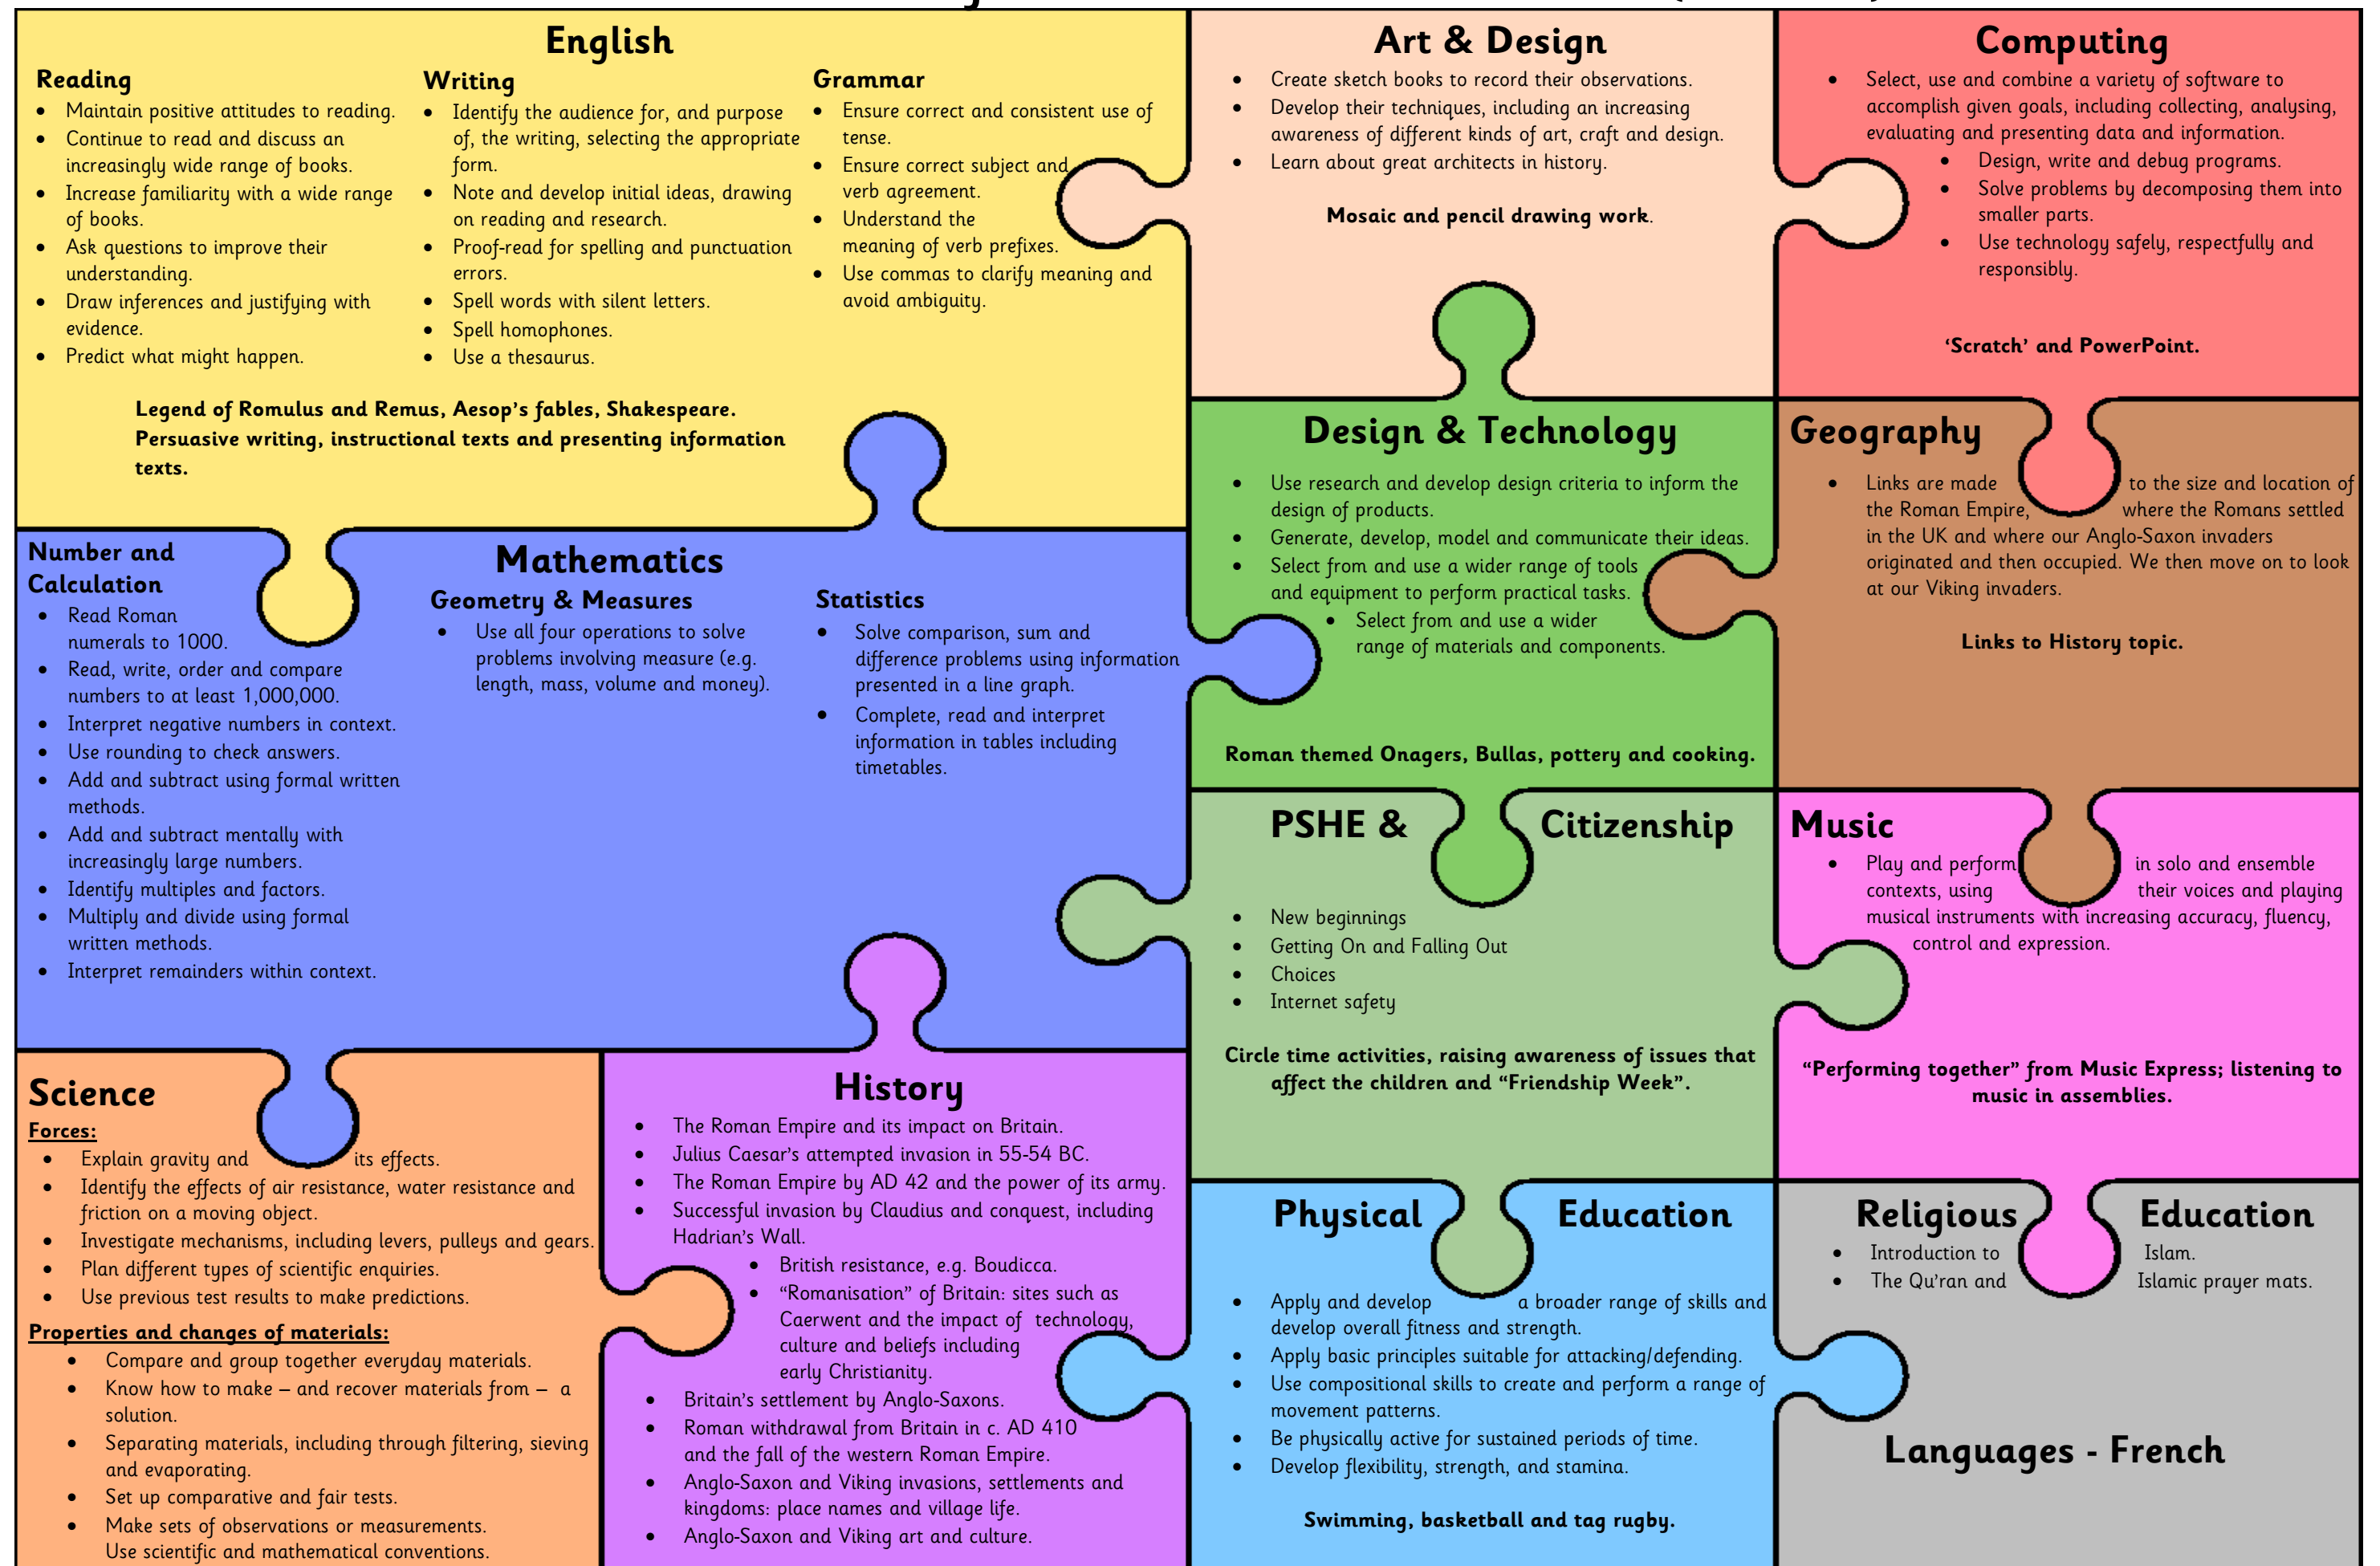 English
Reading
• Maintain positive attitudes to reading.
• Continue to read and discuss an
increasingly wide range of books.
• Increase familiarity with a wide range
of books.
• Ask questions to improve their
understanding.
• Draw inferences and justifying with
evidence.
• Predict what might happen.
Writing
• Identify the audience for, and purpose
of, the writing, selecting the appropriate
form.
• Note and develop initial ideas, drawing
on reading and research.
• Proof-read for spelling and punctuation
errors.
• Spell words with silent letters.
• Spell homophones.
• Use a thesaurus.
Grammar
• Ensure correct and consistent use of
tense.
• Ensure correct subject and
verb agreement.
• Understand the
meaning of verb prefixes.
• Use commas to clarify meaning and
avoid ambiguity.
Legend of Romulus and Remus, Aesop's fables, Shakespeare.
Persuasive writing, instructional texts and presenting information
texts.
Art & Design
• Create sketch books to record their observations.
• Develop their techniques, including an increasing
awareness of different kinds of art, craft and design.
• Learn about great architects in history.
Mosaic and pencil drawing work.
Computing
• Select, use and combine a variety of software to
accomplish given goals, including collecting, analysing,
evaluating and presenting data and information.
• Design, write and debug programs.
• Solve problems by decomposing them into
smaller parts.
• Use technology safely, respectfully and
responsibly.
‘Scratch’ and PowerPoint.
Mathematics
Number and
Calculation
• Read Roman
numerals to 1000.
• Read, write, order and compare
numbers to at least 1,000,000.
• Interpret negative numbers in context.
• Use rounding to check answers.
• Add and subtract using formal written
methods.
• Add and subtract mentally with
increasingly large numbers.
• Identify multiples and factors.
• Multiply and divide using formal
written methods.
• Interpret remainders within context.
Geometry & Measures
• Use all four operations to solve
problems involving measure (e.g.
length, mass, volume and money).
Statistics
• Solve comparison, sum and
difference problems using information
presented in a line graph.
• Complete, read and interpret
information in tables including
timetables.
Design & Technology
• Use research and develop design criteria to inform the
design of products.
• Generate, develop, model and communicate their ideas.
• Select from and use a wider range of tools
and equipment to perform practical tasks.
• Select from and use a wider
range of materials and components.
Roman themed Onagers, Bullas, pottery and cooking.
Geography
• Links are made to the size and location of
the Roman Empire, where the Romans settled
in the UK and where our Anglo-Saxon invaders
originated and then occupied. We then move on to look
at our Viking invaders.
Links to History topic.
PSHE & Citizenship
• New beginnings
• Getting On and Falling Out
• Choices
• Internet safety
Circle time activities, raising awareness of issues that
affect the children and “Friendship Week”.
Music
• Play and perform in solo and ensemble
contexts, using their voices and playing
musical instruments with increasing accuracy, fluency,
control and expression.
“Performing together” from Music Express; listening to
music in assemblies.
Science
Forces:
• Explain gravity and its effects.
• Identify the effects of air resistance, water resistance and
friction on a moving object.
• Investigate mechanisms, including levers, pulleys and gears.
• Plan different types of scientific enquiries.
• Use previous test results to make predictions.
Properties and changes of materials:
• Compare and group together everyday materials.
• Know how to make – and recover materials from – a
solution.
• Separating materials, including through filtering, sieving
and evaporating.
• Set up comparative and fair tests.
• Make sets of observations or measurements.
Use scientific and mathematical conventions.
History
• The Roman Empire and its impact on Britain.
• Julius Caesar's attempted invasion in 55-54 BC.
• The Roman Empire by AD 42 and the power of its army.
• Successful invasion by Claudius and conquest, including
Hadrian's Wall.
• British resistance, e.g. Boudicca.
• “Romanisation” of Britain: sites such as
Caerwent and the impact of technology,
culture and beliefs including
early Christianity.
• Britain's settlement by Anglo-Saxons.
• Roman withdrawal from Britain in c. AD 410
and the fall of the western Roman Empire.
• Anglo-Saxon and Viking invasions, settlements and
kingdoms: place names and village life.
• Anglo-Saxon and Viking art and culture.
Physical Education
• Apply and develop a broader range of skills and
develop overall fitness and strength.
• Apply basic principles suitable for attacking/defending.
• Use compositional skills to create and perform a range of
movement patterns.
• Be physically active for sustained periods of time.
• Develop flexibility, strength, and stamina.
Swimming, basketball and tag rugby.
Religious Education
• Introduction to Islam.
• The Qu'ran and Islamic prayer mats.
Languages - French